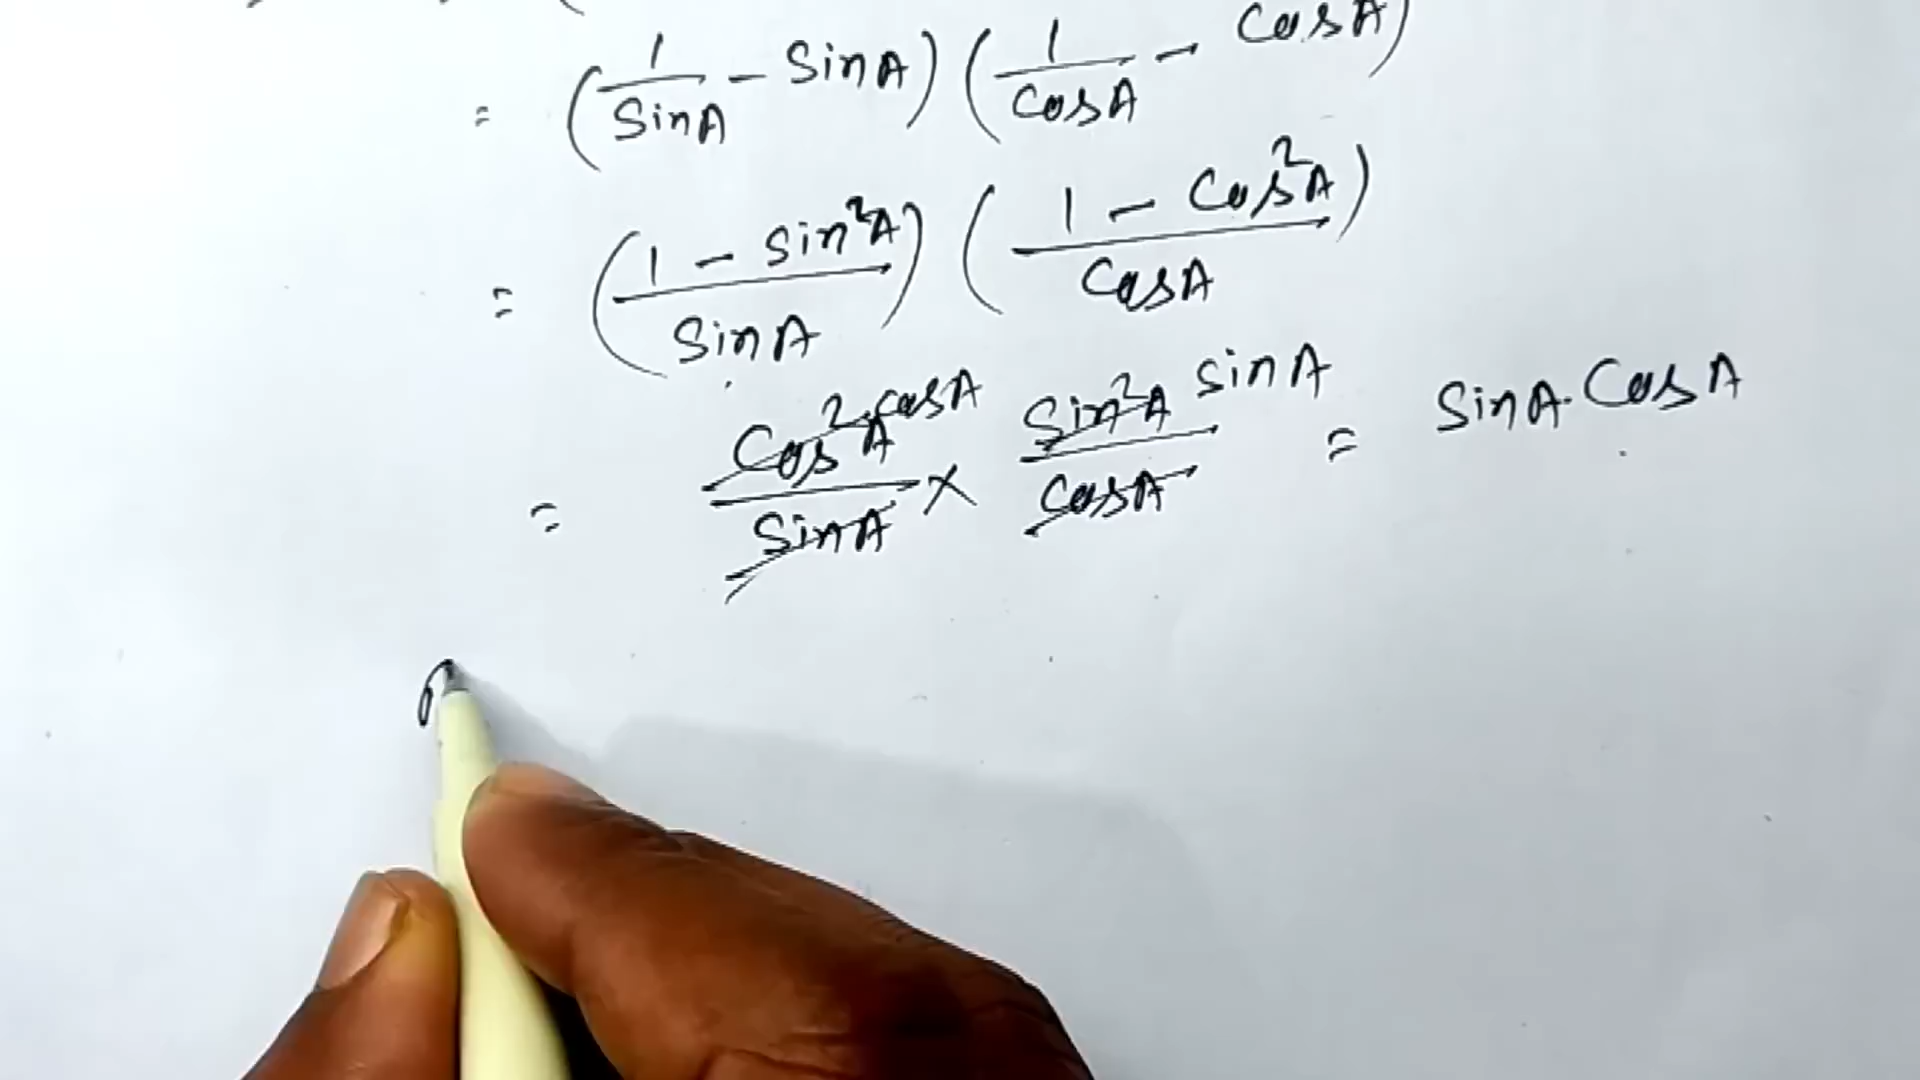 = (1/SinA - SinA) (1/CosA - CosA)
= (1 - Sin²A/SinA) (1 - Cos²A/CosA)
= Cos²A/SinA CosA × Sin²A/CosA SinA = SinA. CosA